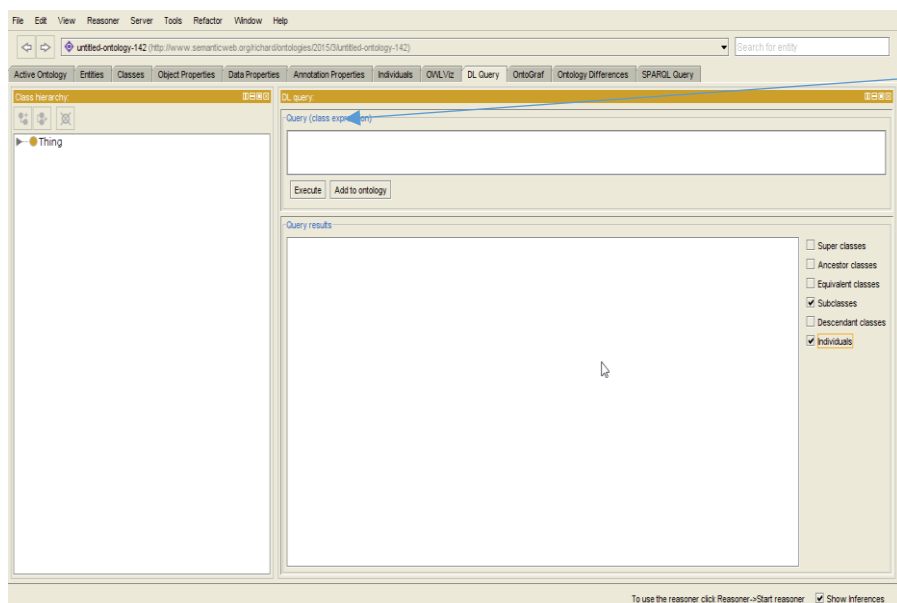 File Edit View Reasoner Server Tools Refactor Window Help
untitled-ontology-142 (http://www.semanticweb.org/richard/ontologies/2015/3/untitled-ontology-142)
Search for entity
Active Ontology Entities Classes Object Properties Data Properties Annotation Properties Individuals OWLViz DL Query OntoGraf Ontology Differences SPARQL Query
Class hierarchy:
Thing
DL query:
Query (class expression)
Execute Add to ontology
Query results
Super classes
Ancestor classes
Equivalent classes
Subclasses
Descendant classes
Individuals
To use the reasoner click Reasoner->Start reasoner Show Inferences